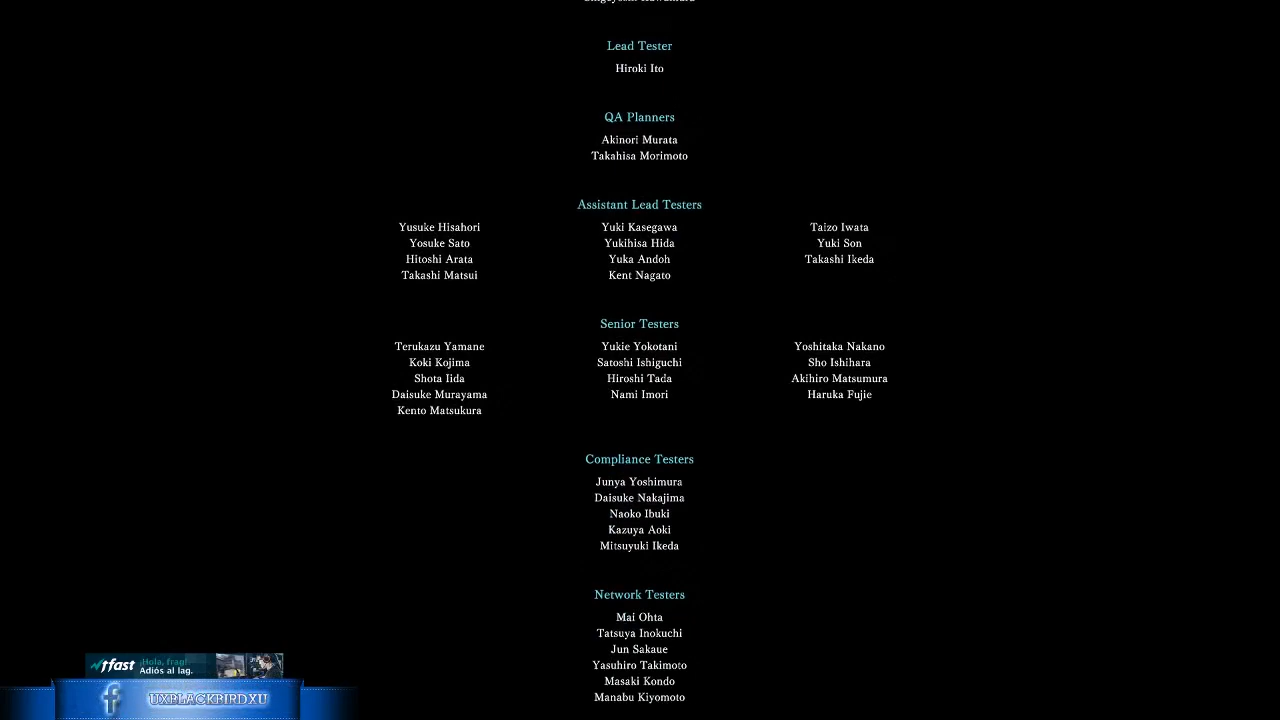 Lead Tester
Hiroki Ito
QA Planners
Akinori Murata
Takahisa Morimoto
Assistant Lead Testers
Yusuke Hisahori Yuki Kasegawa Taizo Iwata
Yosuke Sato Yukihisa Hida Yuki Son
Hitoshi Arata Yuka Andoh Takashi Ikeda
Takashi Matsui Kent Nagato
Senior Testers
Terukazu Yamane Yukie Yokotani Yoshitaka Nakano
Koki Kojima Satoshi Ishiguchi Sho Ishihara
Shota Iida Hiroshi Tada Akihiro Matsumura
Daisuke Murayama Nami Imori Haruka Fujie
Kento Matsukura
Compliance Testers
Junya Yoshimura
Daisuke Nakajima
Naoko Ibuki
Kazuya Aoki
Mitsuyuki Ikeda
Network Testers
Mai Ohta
Tatsuya Inokuchi
Jun Sakaue
Yasuhiro Takimoto
Masaki Kondo
Manabu Kiyomoto
¡Hola, frag!
Adiós al lag.
UXBLACKBIRDXU